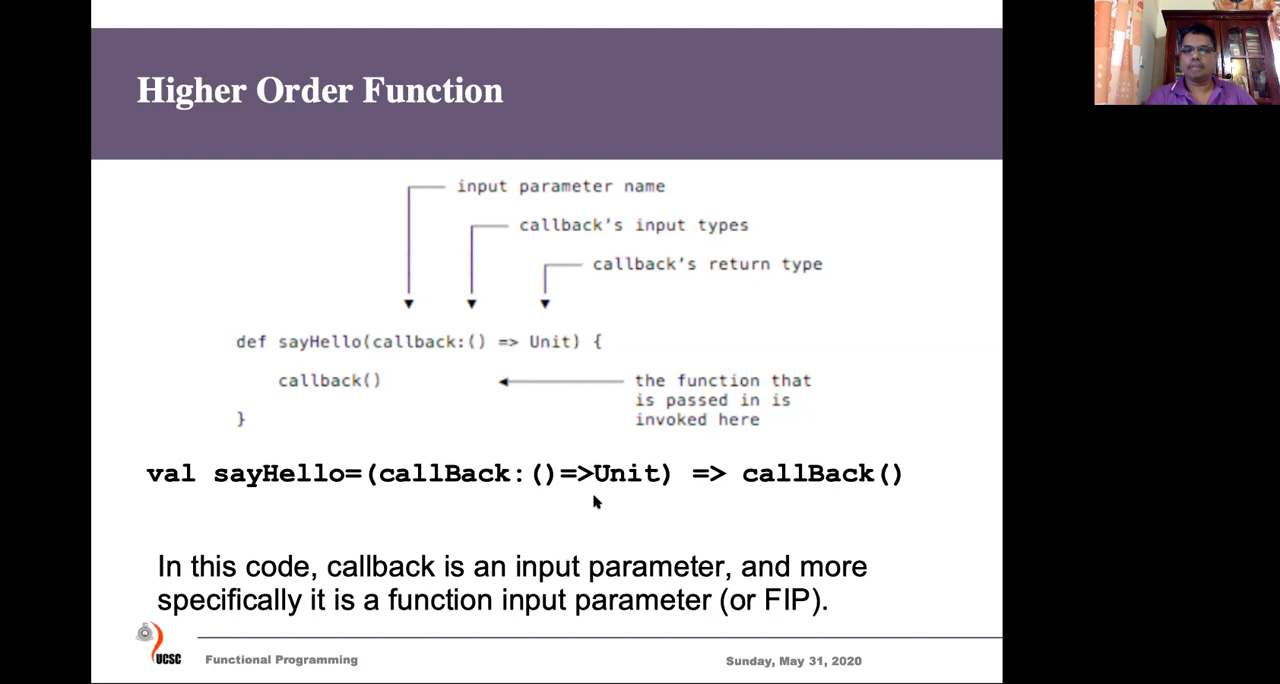 Higher Order Function
input parameter name
callback's input types
callback's return type
def sayHello(callback:() => Unit) {
callback()
the function that
is passed in is
invoked here
}
val sayHello=(callBack:()=>Unit) => callBack()
In this code, callback is an input parameter, and more
specifically it is a function input parameter (or FIP).
UCSC
Functional Programming
Sunday, May 31, 2020